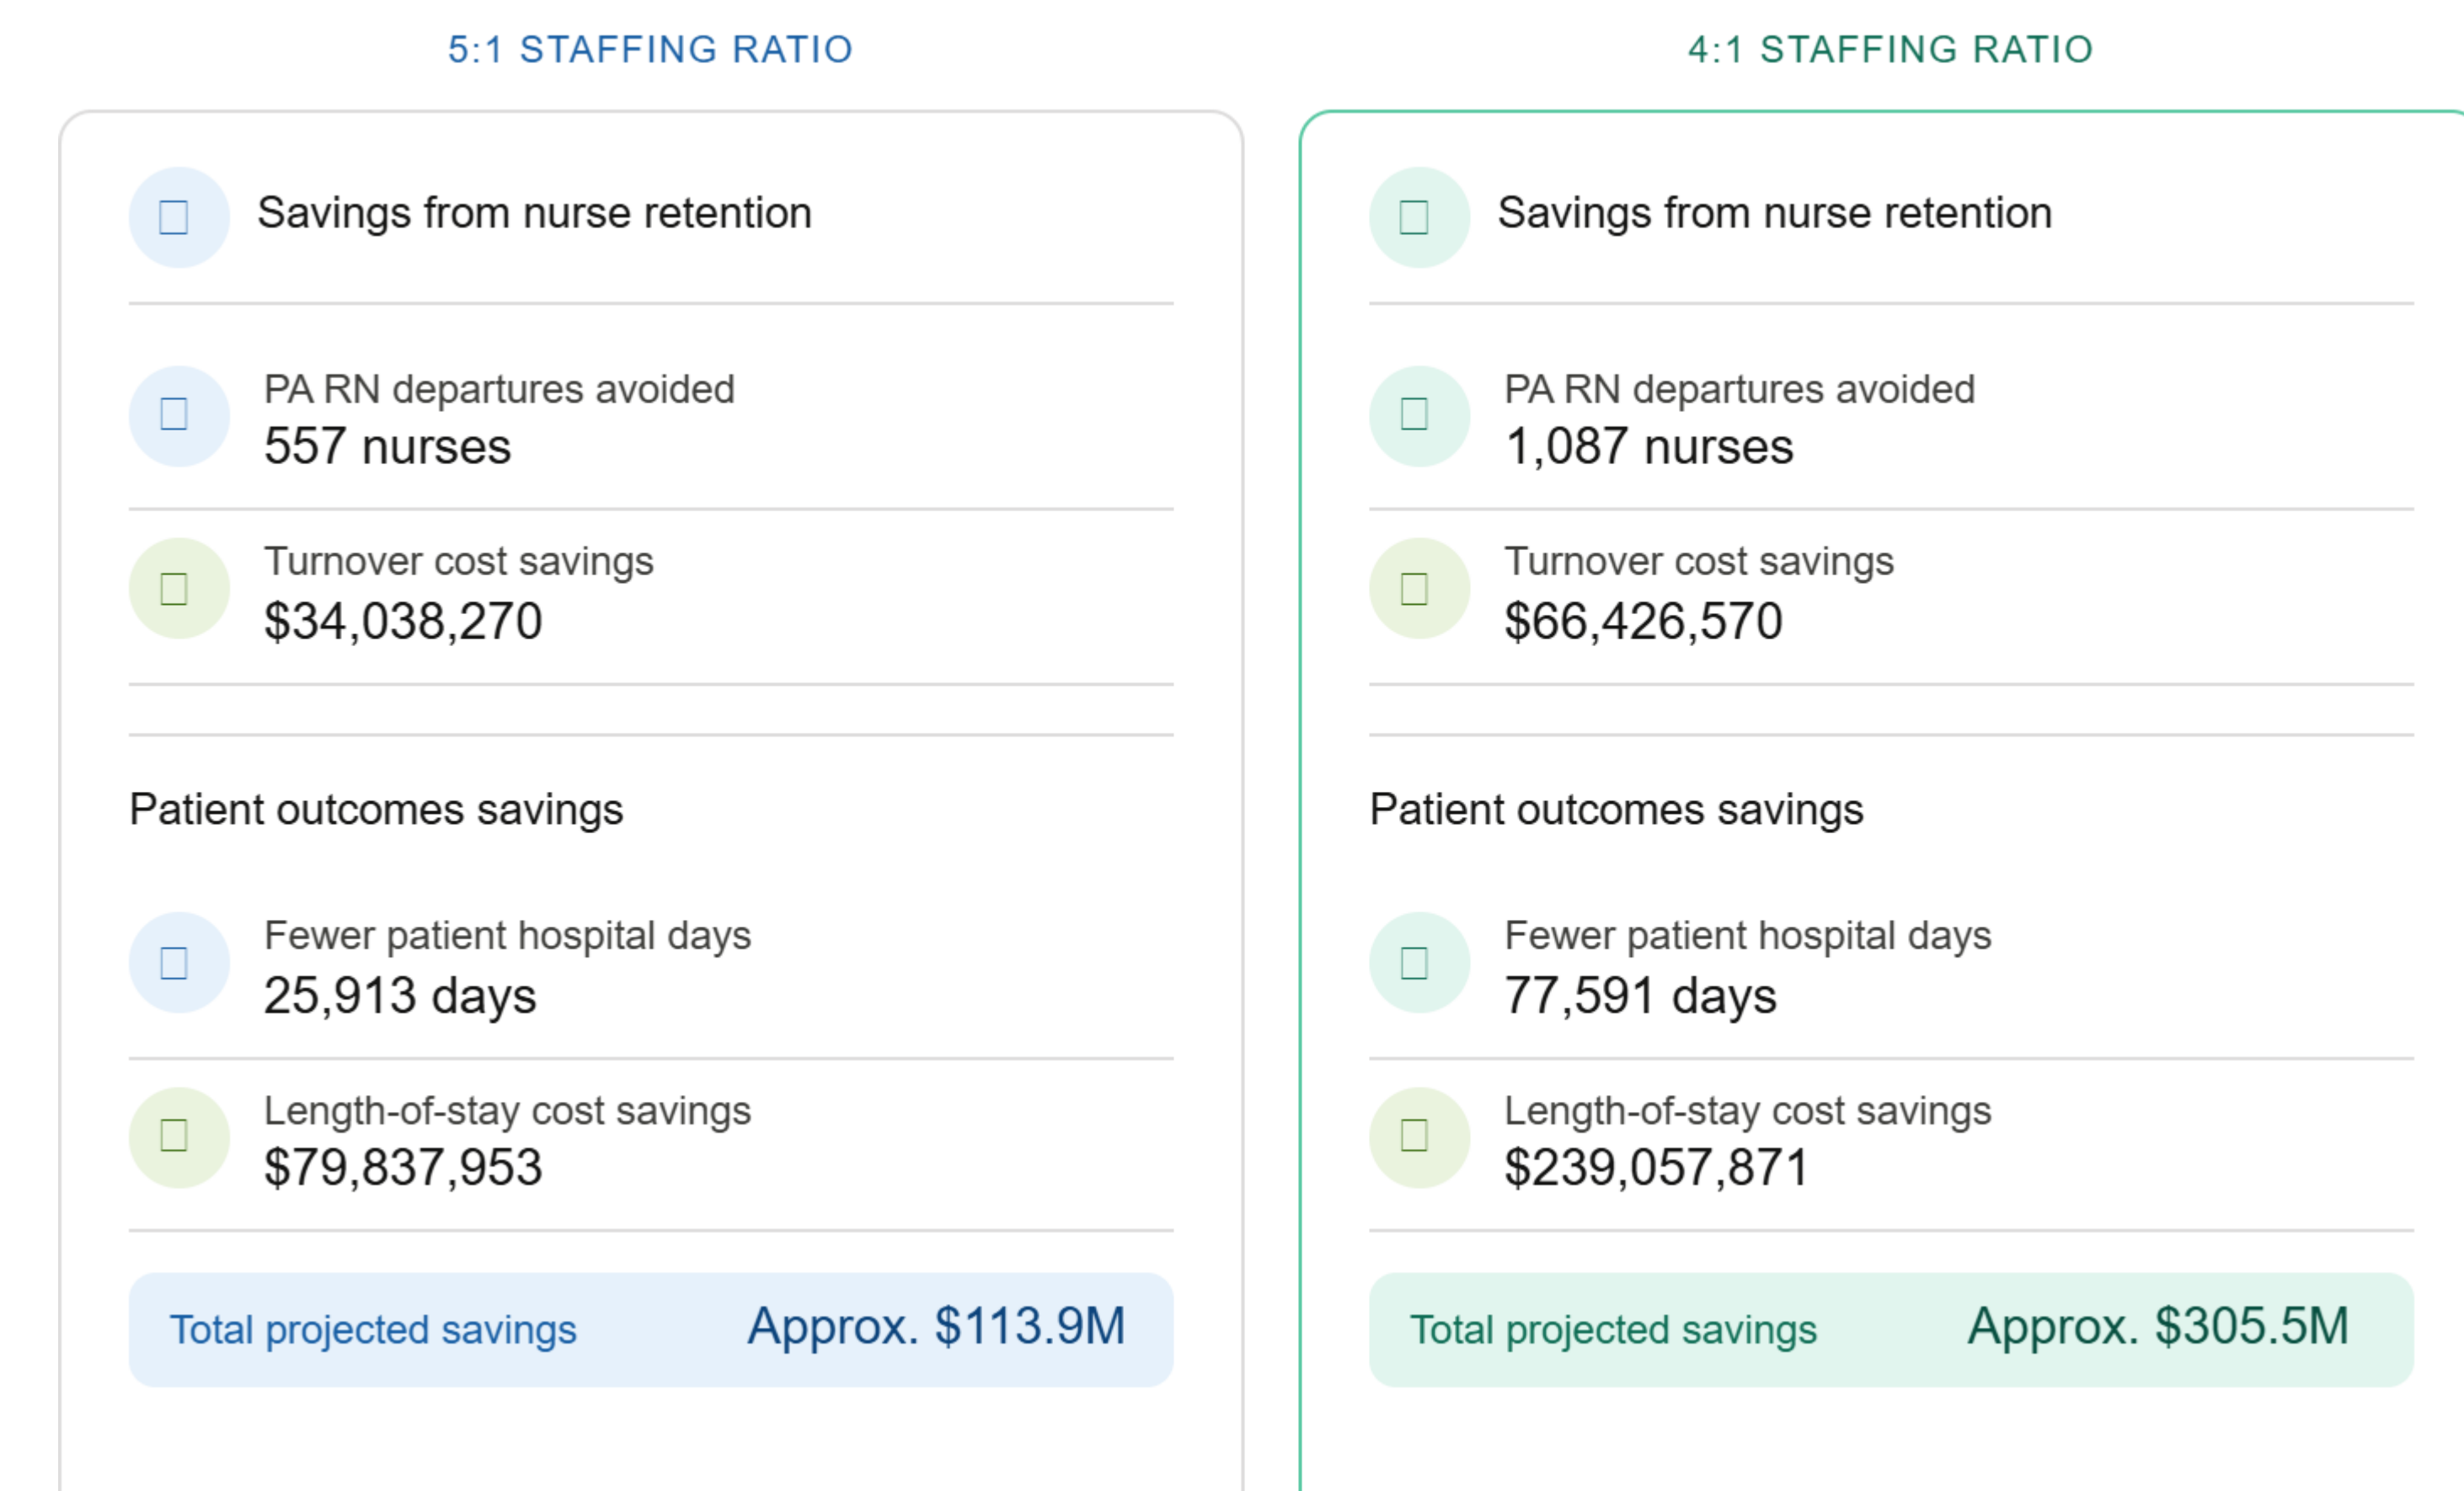 5:1 STAFFING RATIO
Savings from nurse retention
PA RN departures avoided
557 nurses
Turnover cost savings
$34,038,270
Patient outcomes savings
Fewer patient hospital days
25,913 days
Length-of-stay cost savings
$79,837,953
Total projected savings
Approx. $113.9M
4:1 STAFFING RATIO
Savings from nurse retention
PA RN departures avoided
1,087 nurses
Turnover cost savings
$66,426,570
Patient outcomes savings
Fewer patient hospital days
77,591 days
Length-of-stay cost savings
$239,057,871
Total projected savings
Approx. $305.5M